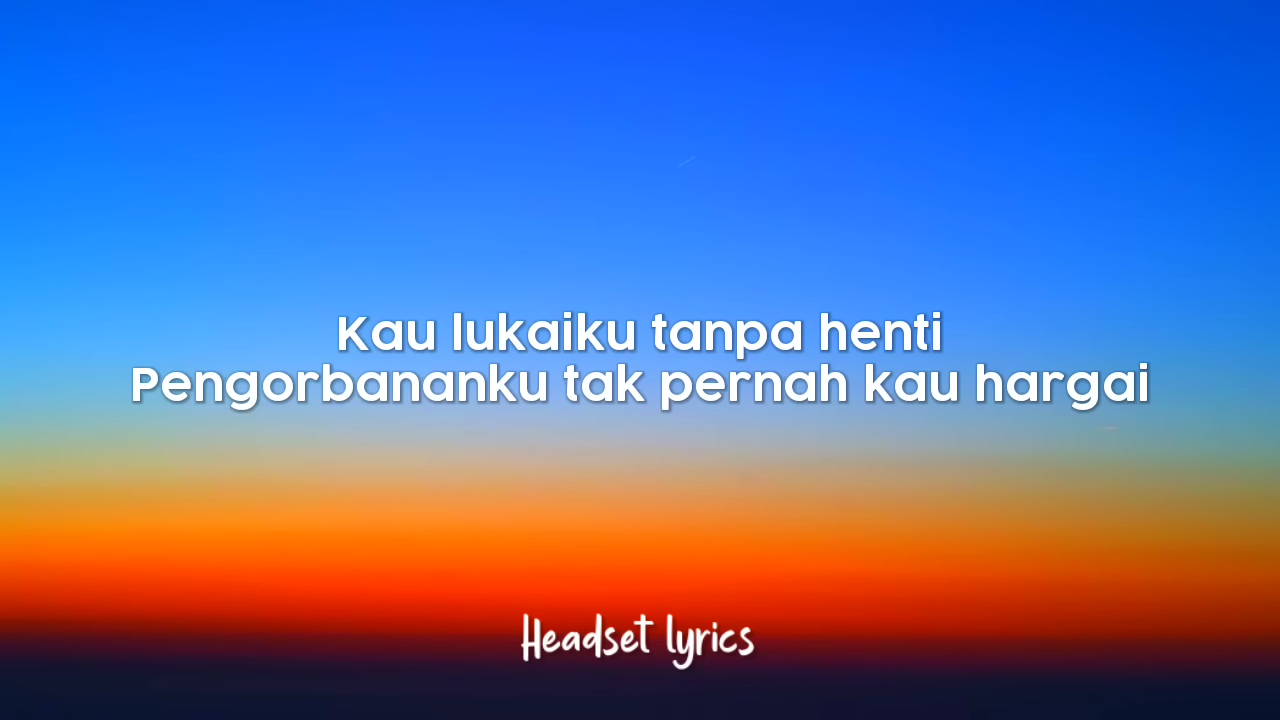 Kau lukaiku tanpa henti
Pengorbananku tak pernah kau hargai
Headset lyrics